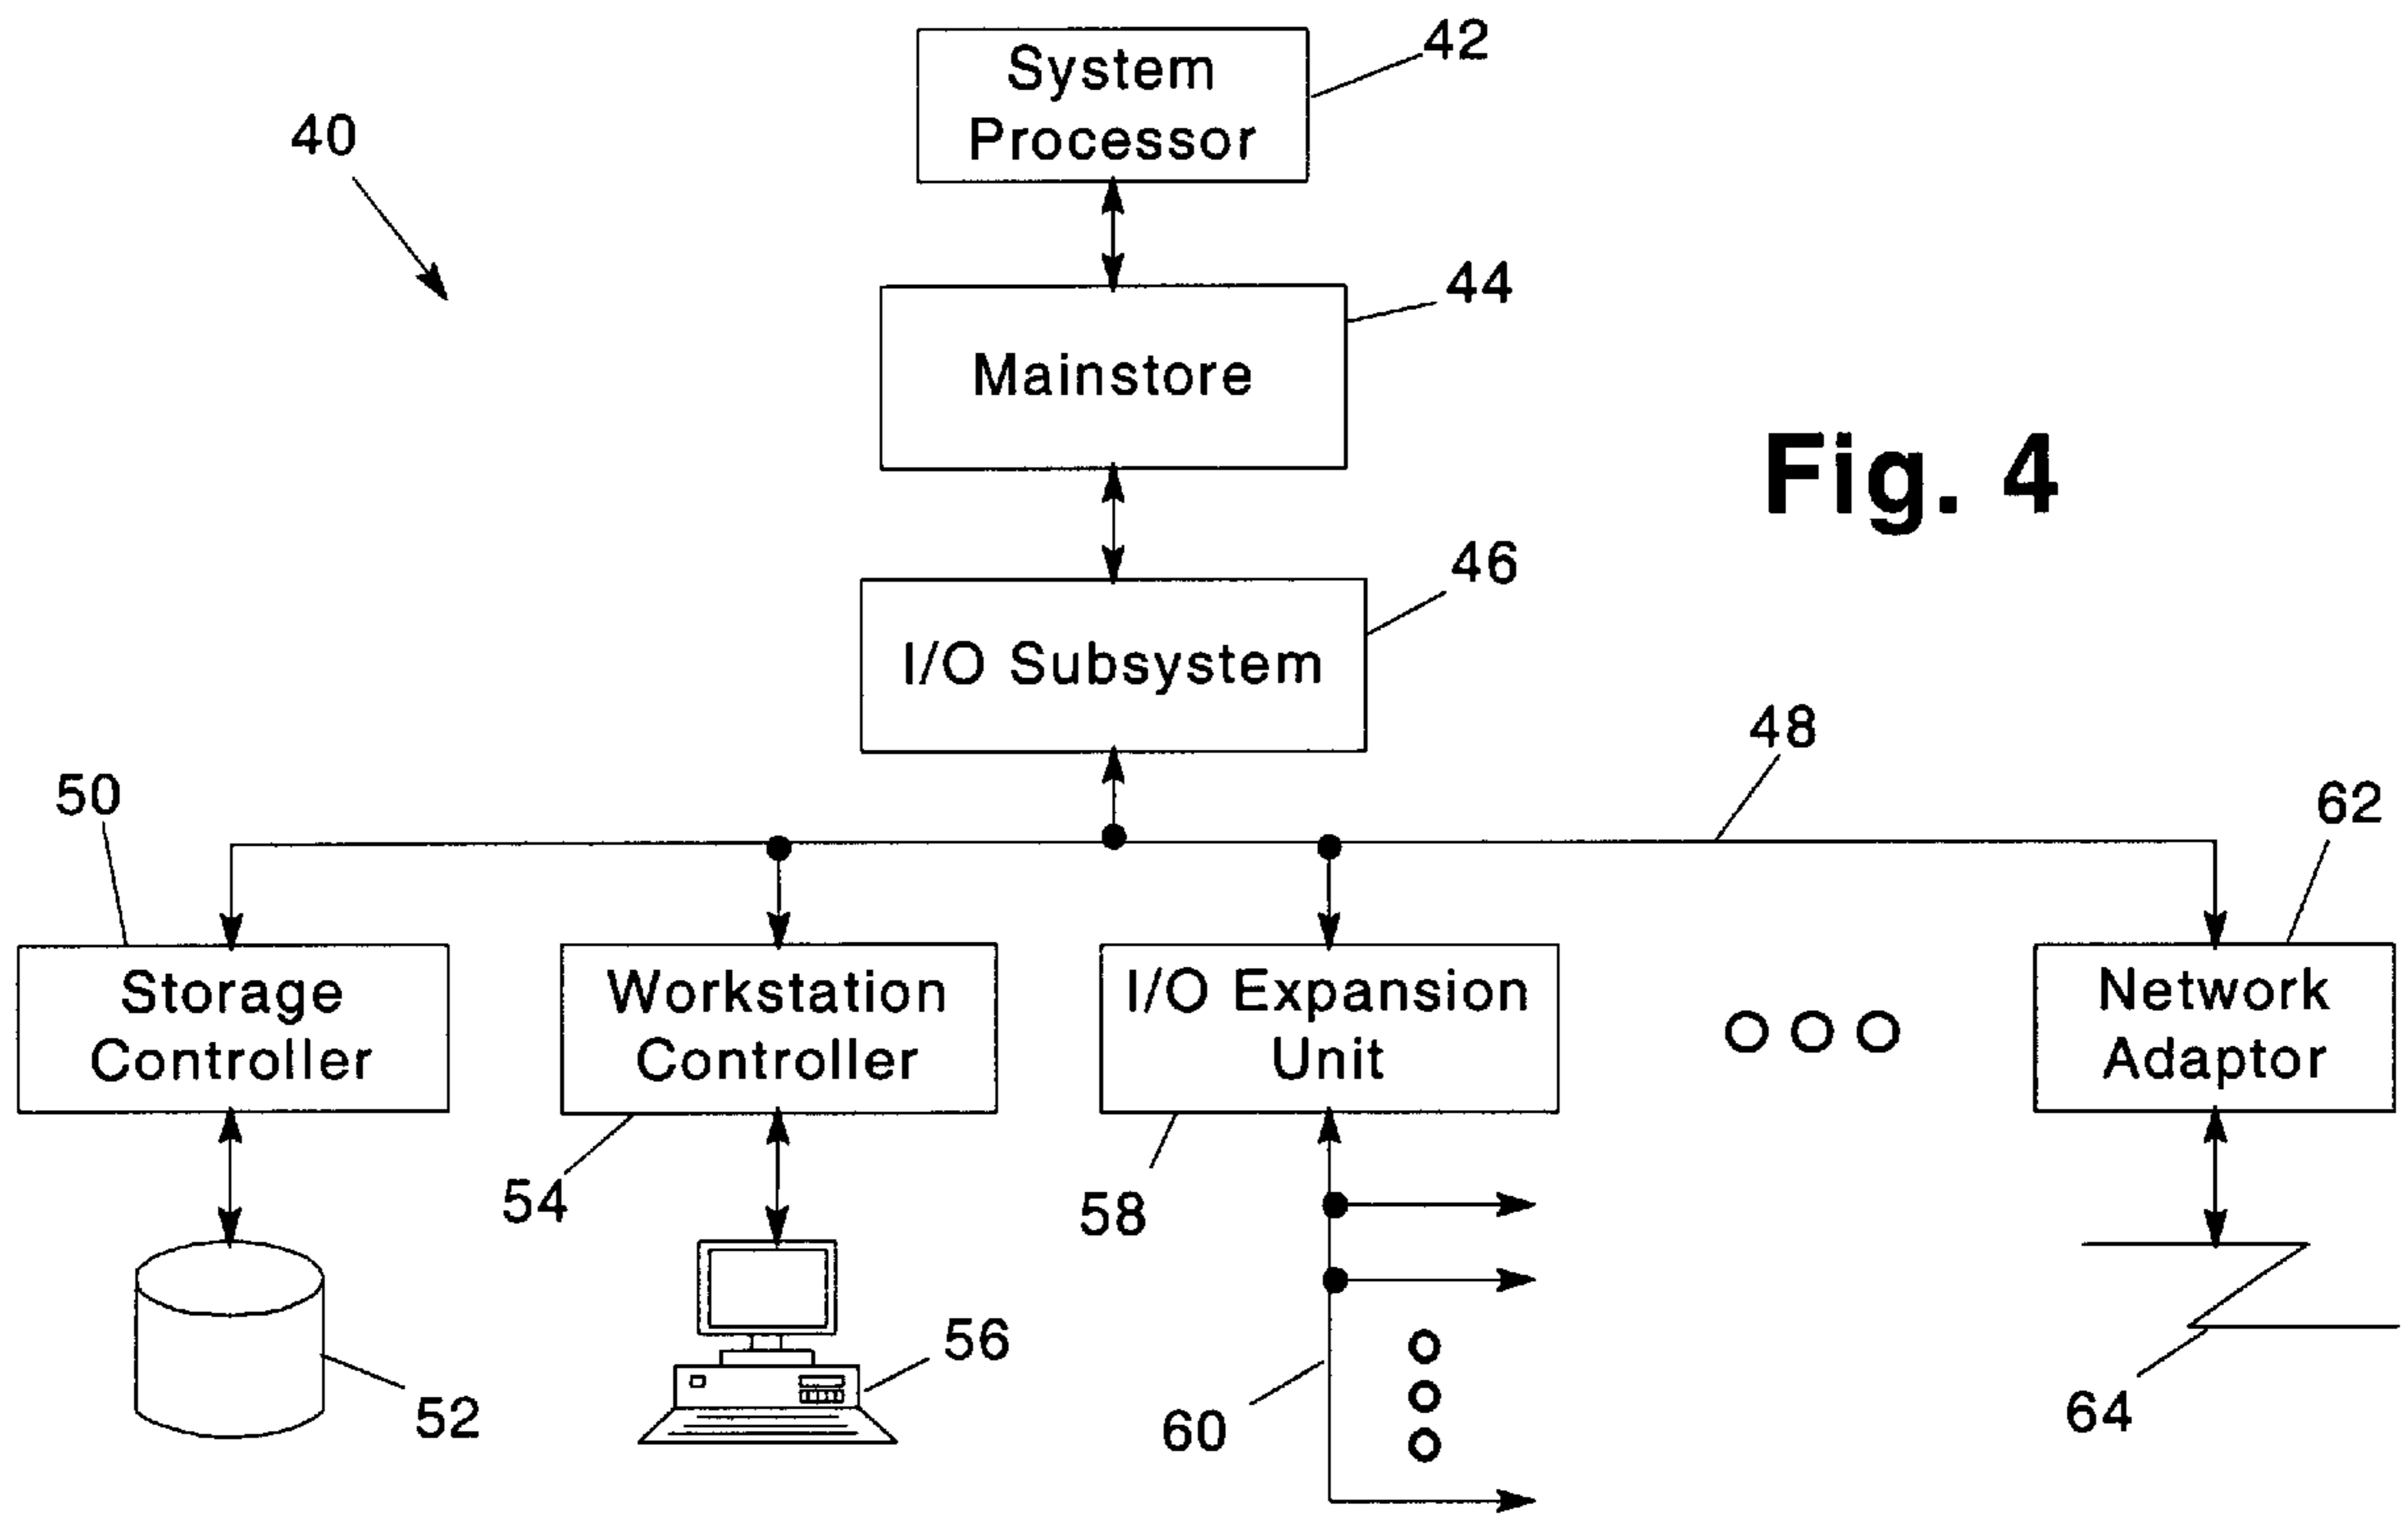 42
System
Processor
40
44
Mainstore
Fig. 4
46
I/O Subsystem
48
50
62
Storage
Controller
Workstation
Controller
I/O Expansion
Unit
Network
Adaptor
54
58
56
52
60
64